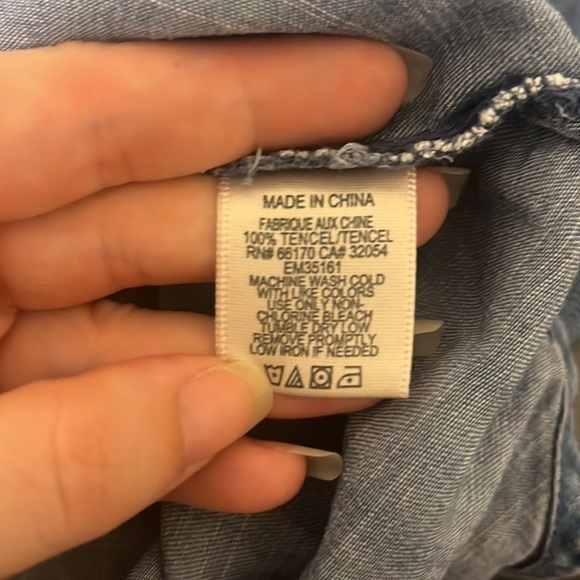 MADE IN CHINA
FABRIQUE AUX CHINE
100% TENCEL/TENCEL
RN# 66170 CA# 32054
EM35161
MACHINE WASH COLD
WITH LIKE COLORS
USE ONLY NON-
CHLORINE BLEACH
TUMBLE DRY LOW
REMOVE PROMPTLY
LOW IRON IF NEEDED